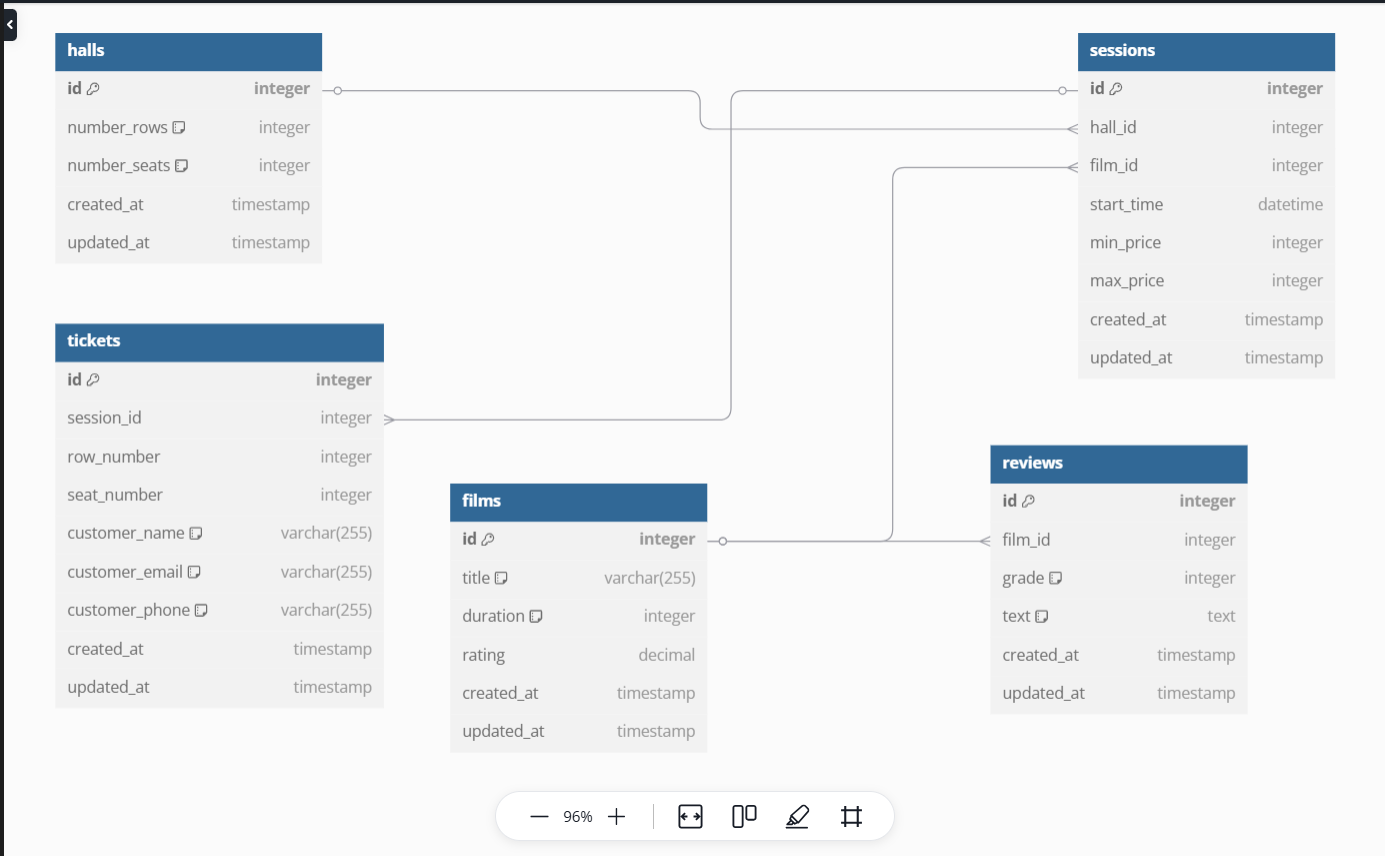 halls
id integer
number_rows integer
number_seats integer
created_at timestamp
updated_at timestamp
sessions
id integer
hall_id integer
film_id integer
start_time datetime
min_price integer
max_price integer
created_at timestamp
updated_at timestamp
tickets
id integer
session_id integer
row_number integer
seat_number integer
customer_name varchar(255)
customer_email varchar(255)
customer_phone varchar(255)
created_at timestamp
updated_at timestamp
films
id integer
title varchar(255)
duration integer
rating decimal
created_at timestamp
updated_at timestamp
reviews
id integer
film_id integer
grade integer
text text
created_at timestamp
updated_at timestamp
96%